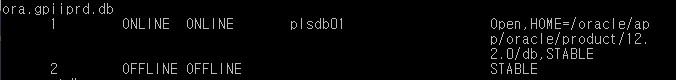 ora.gpiiprd.db
1 ONLINE ONLINE plsdb01 Open,HOME=/oracle/ap
p/oracle/product/12.
2.0/db,STABLE
2 OFFLINE OFFLINE STABLE